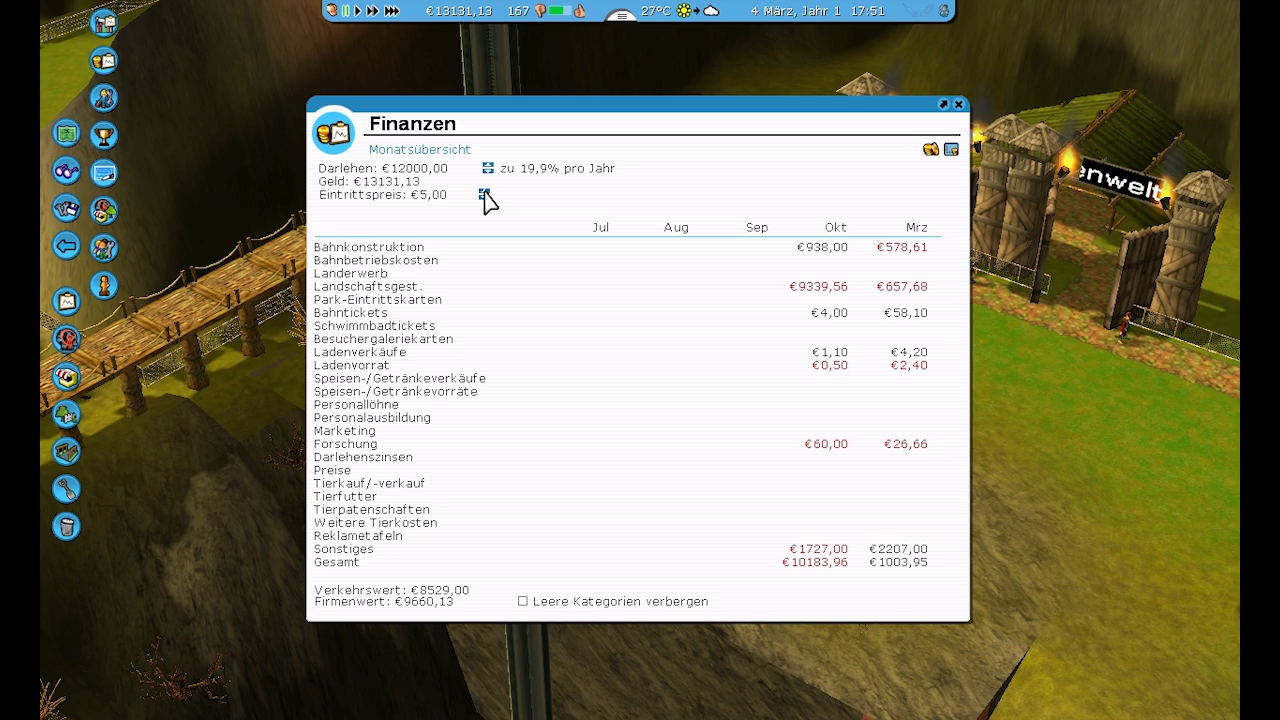 €13131,13 167 27°C 4 März, Jahr 1 17:51
enwelt
Finanzen
Monatsübersicht
Darlehen: €12000,00 zu 19,9% pro Jahr
Geld: €13131,13
Eintrittspreis: €5,00
Jul Aug Sep Okt Mrz
Bahnkonstruktion €938,00 €578,61
Bahnbetriebskosten
Landerwerb
Landschaftsgest. €9339,56 €657,68
Park-Eintrittskarten
Bahntickets €4,00 €58,10
Schwimmbadtickets
Besuchergaleriekarten
Ladenverkäufe €1,10 €4,20
Ladenvorrat €0,50 €2,40
Speisen-/Getränkeverkäufe
Speisen-/Getränkevorräte
Personallöhne
Personalausbildung
Marketing
Forschung €60,00 €26,66
Darlehenszinsen
Preise
Tierkauf/-verkauf
Tierfutter
Tierpatenschaften
Weitere Tierkosten
Reklametafeln
Sonstiges €1727,00 €2207,00
Gesamt €10183,96 €1003,95
Verkehrswert: €8529,00
Firmenwert: €9660,13 Leere Kategorien verbergen